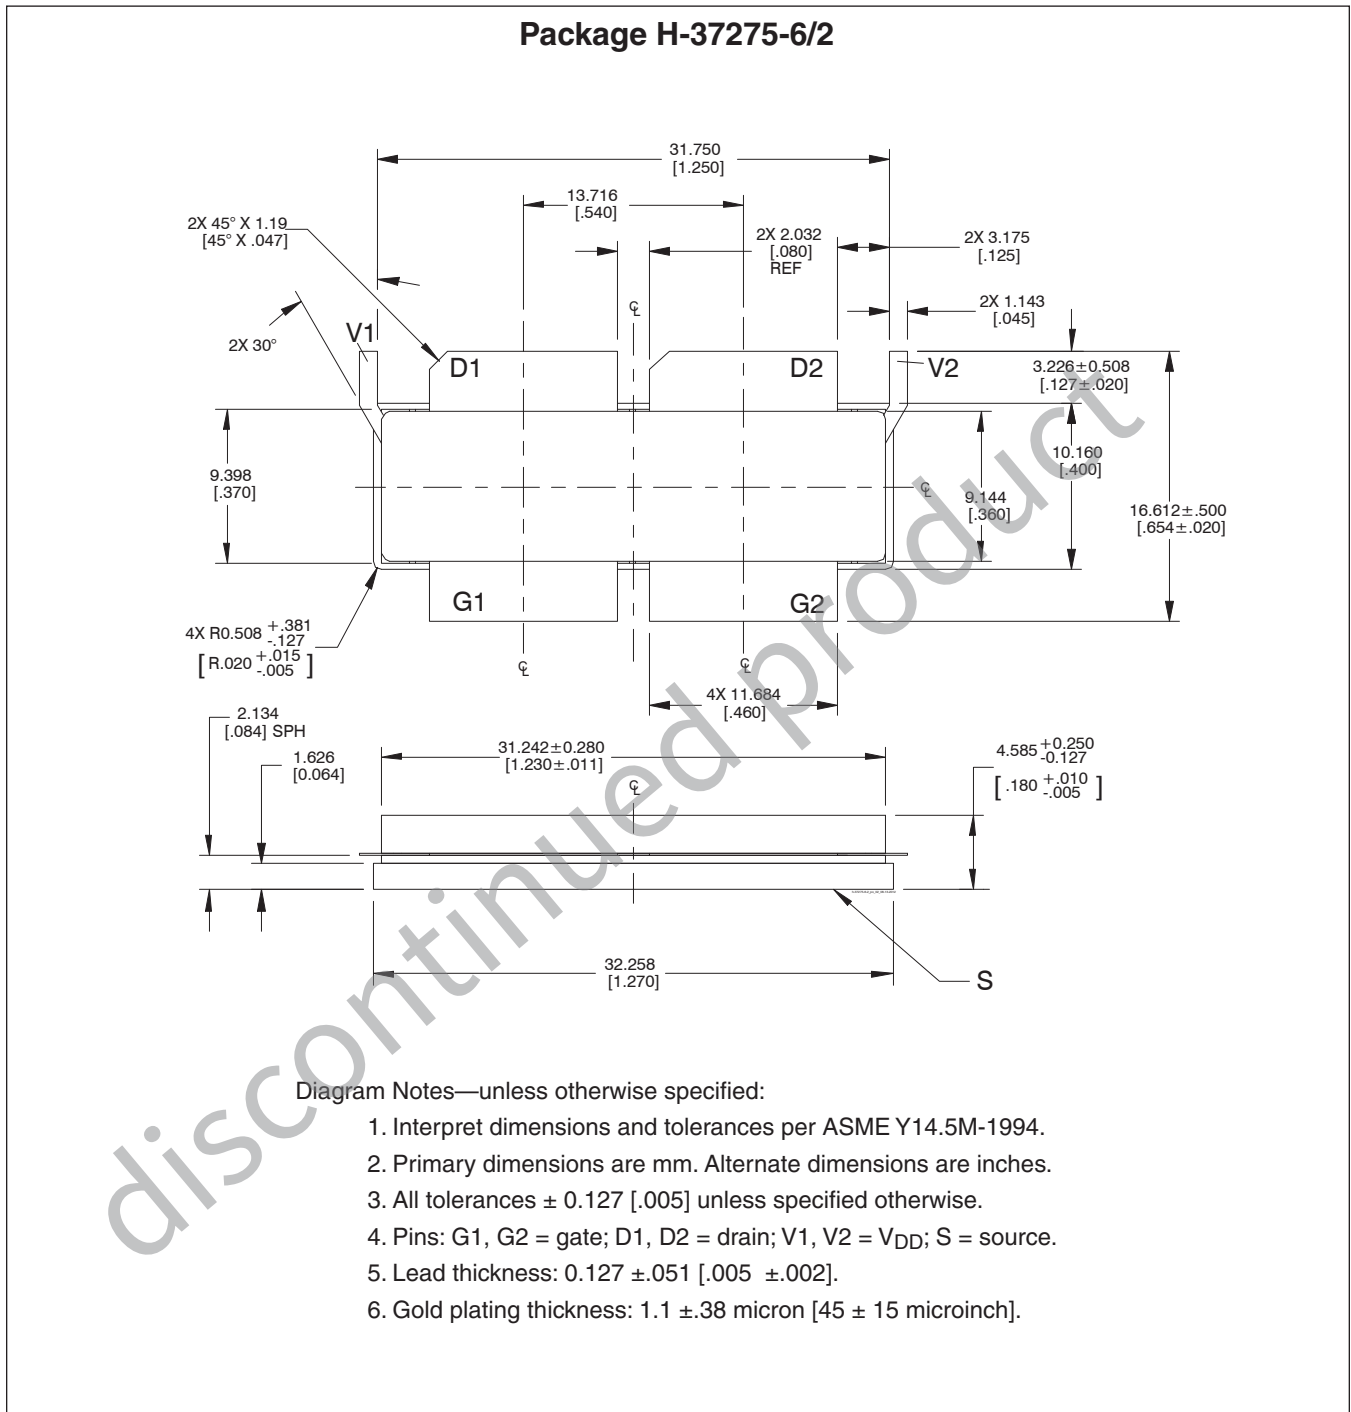 Package H-37275-6/2
31.750
[1.250]
13.716
[.540]
2X 45° X 1.19
[45° X .047]
2X 2.032
[.080]
REF
2X 3.175
[.125]
2X 1.143
[.045]
2X 30°
V1
D1
D2
V2
3.226±0.508
[.127±.020]
9.398
[.370]
10.160
[.400]
9.144
[.360]
16.612±.500
[.654±.020]
G1
G2
4X R0.508 +.381
-.127
[ R.020 +.015
-.005 ]
4X 11.684
[.460]
2.134
[.084] SPH
1.626
[0.064]
31.242±0.280
[1.230±.011]
4.585 +0.250
-0.127
[ .180 +.010
-.005 ]
32.258
[1.270]
S
discontinued product
Diagram Notes—unless otherwise specified:
1. Interpret dimensions and tolerances per ASME Y14.5M-1994.
2. Primary dimensions are mm. Alternate dimensions are inches.
3. All tolerances ± 0.127 [.005] unless specified otherwise.
4. Pins: G1, G2 = gate; D1, D2 = drain; V1, V2 = VDD; S = source.
5. Lead thickness: 0.127 ±.051 [.005 ±.002].
6. Gold plating thickness: 1.1 ±.38 micron [45 ± 15 microinch].